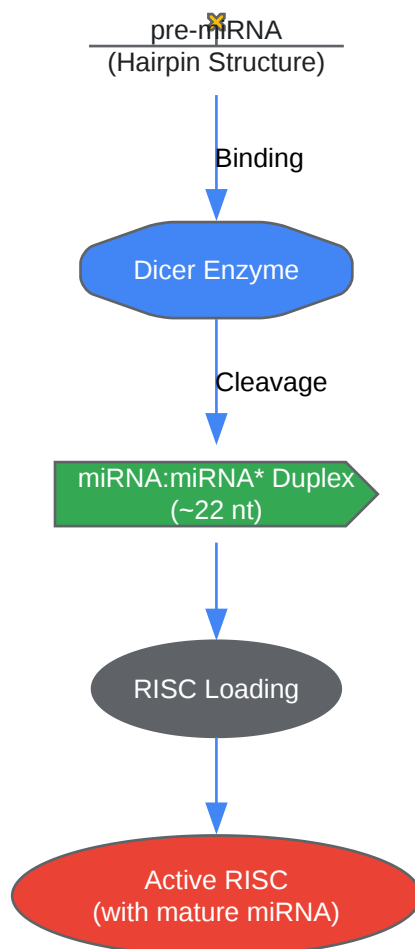 pre-miRNA
(Hairpin Structure)
Binding
Dicer Enzyme
Cleavage
miRNA:miRNA* Duplex
(~22 nt)
RISC Loading
Active RISC
(with mature miRNA)